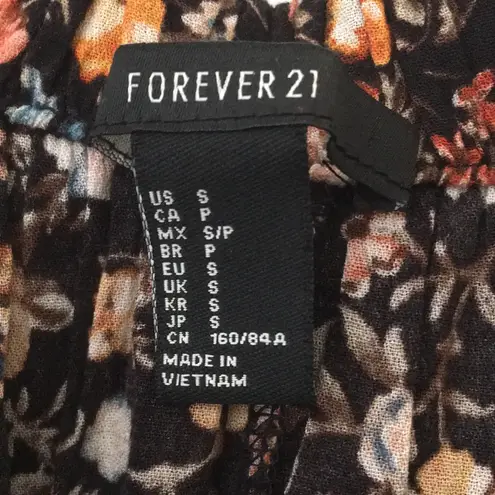 FOREVER 21
US S
CA P
MX S/P
BR P
EU S
UK S
KR S
JP S
CN 160/84A
MADE IN
VIETNAM